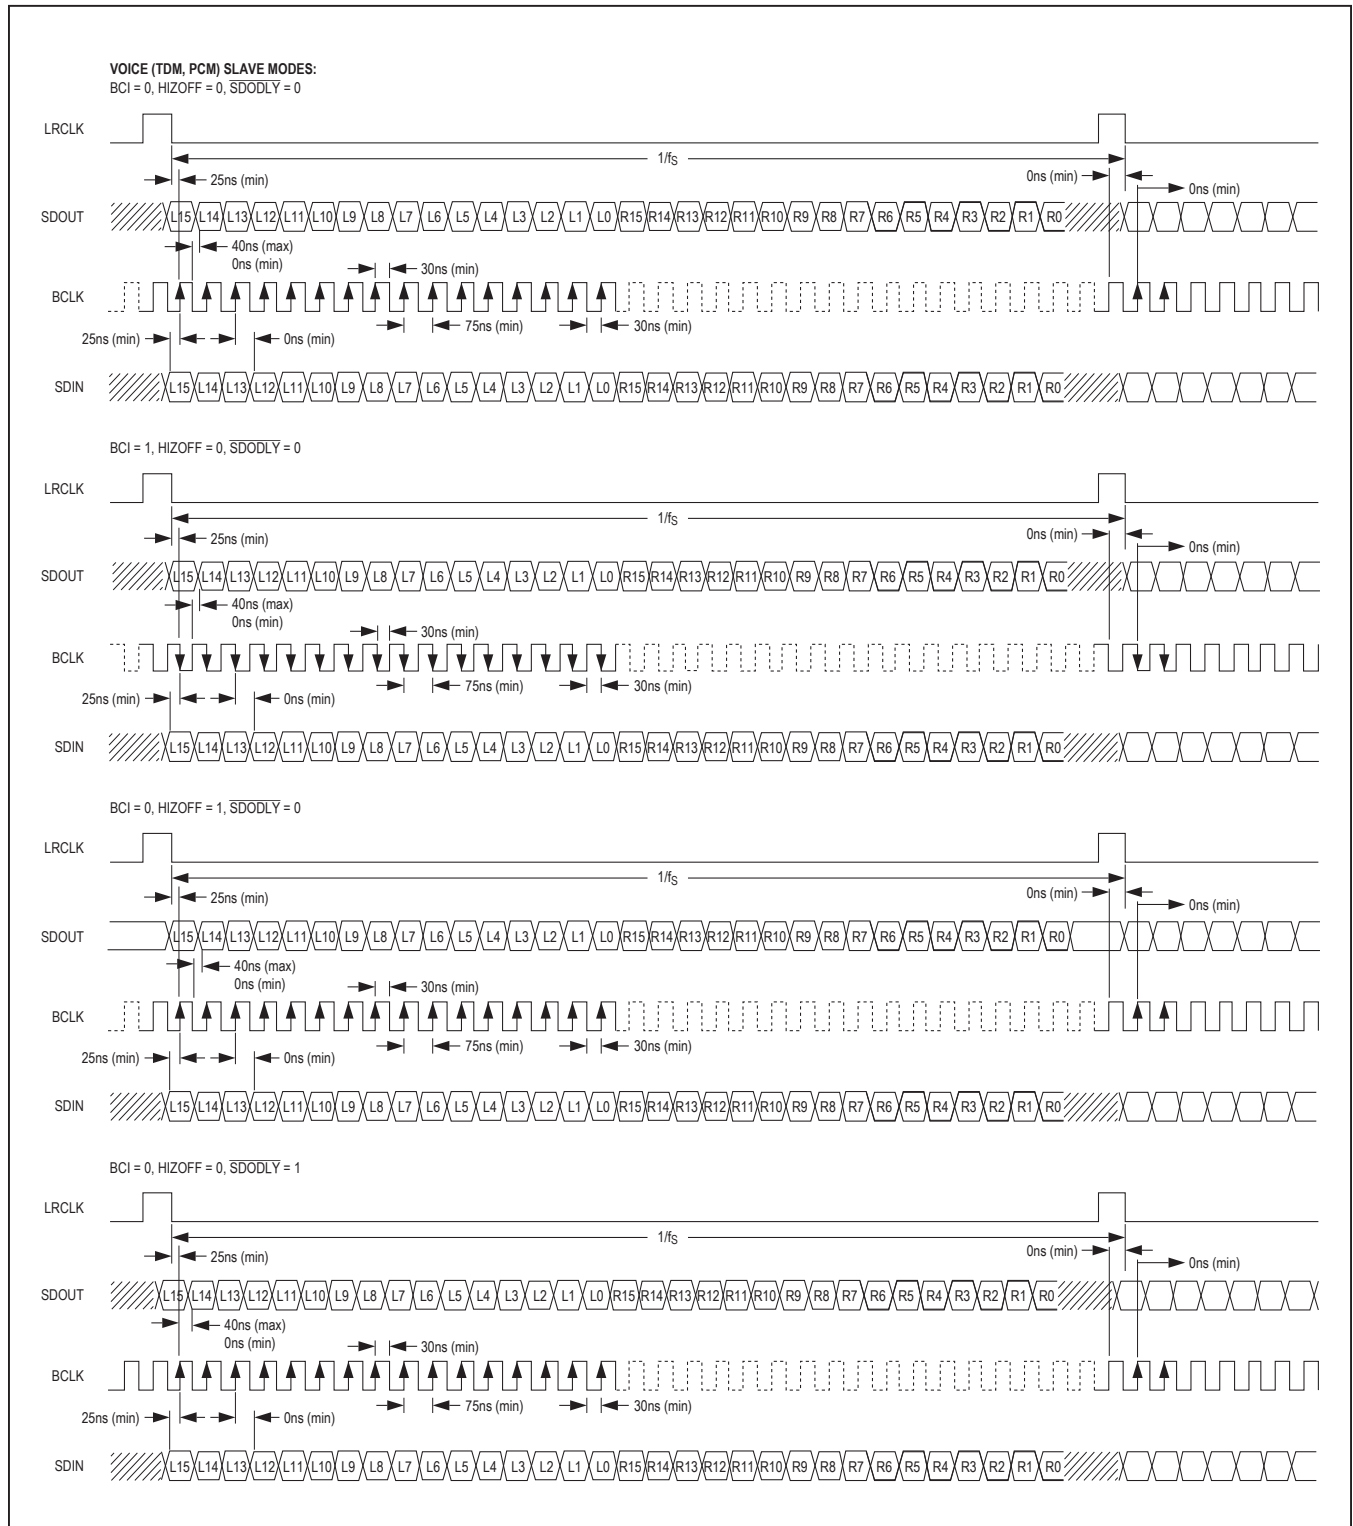 VOICE (TDM, PCM) SLAVE MODES:
BCI = 0, HIZOFF = 0, SDODLY = 0
LRCLK
1/fS
25ns (min)
0ns (min)
0ns (min)
SDOUT
L15 L14 L13 L12 L11 L10 L9 L8 L7 L6 L5 L4 L3 L2 L1 L0 R15 R14 R13 R12 R11 R10 R9 R8 R7 R6 R5 R4 R3 R2 R1 R0
40ns (max)
0ns (min)
30ns (min)
BCLK
25ns (min)
0ns (min)
75ns (min)
30ns (min)
SDIN
L15 L14 L13 L12 L11 L10 L9 L8 L7 L6 L5 L4 L3 L2 L1 L0 R15 R14 R13 R12 R11 R10 R9 R8 R7 R6 R5 R4 R3 R2 R1 R0
BCI = 1, HIZOFF = 0, SDODLY = 0
LRCLK
1/fS
25ns (min)
0ns (min)
0ns (min)
SDOUT
L15 L14 L13 L12 L11 L10 L9 L8 L7 L6 L5 L4 L3 L2 L1 L0 R15 R14 R13 R12 R11 R10 R9 R8 R7 R6 R5 R4 R3 R2 R1 R0
40ns (max)
0ns (min)
30ns (min)
BCLK
25ns (min)
0ns (min)
75ns (min)
30ns (min)
SDIN
L15 L14 L13 L12 L11 L10 L9 L8 L7 L6 L5 L4 L3 L2 L1 L0 R15 R14 R13 R12 R11 R10 R9 R8 R7 R6 R5 R4 R3 R2 R1 R0
BCI = 0, HIZOFF = 1, SDODLY = 0
LRCLK
1/fS
25ns (min)
0ns (min)
0ns (min)
SDOUT
L15 L14 L13 L12 L11 L10 L9 L8 L7 L6 L5 L4 L3 L2 L1 L0 R15 R14 R13 R12 R11 R10 R9 R8 R7 R6 R5 R4 R3 R2 R1 R0
40ns (max)
0ns (min)
30ns (min)
BCLK
25ns (min)
0ns (min)
75ns (min)
30ns (min)
SDIN
L15 L14 L13 L12 L11 L10 L9 L8 L7 L6 L5 L4 L3 L2 L1 L0 R15 R14 R13 R12 R11 R10 R9 R8 R7 R6 R5 R4 R3 R2 R1 R0
BCI = 0, HIZOFF = 0, SDODLY = 1
LRCLK
1/fS
25ns (min)
0ns (min)
0ns (min)
SDOUT
L15 L14 L13 L12 L11 L10 L9 L8 L7 L6 L5 L4 L3 L2 L1 L0 R15 R14 R13 R12 R11 R10 R9 R8 R7 R6 R5 R4 R3 R2 R1 R0
40ns (max)
0ns (min)
30ns (min)
BCLK
25ns (min)
0ns (min)
75ns (min)
30ns (min)
SDIN
L15 L14 L13 L12 L11 L10 L9 L8 L7 L6 L5 L4 L3 L2 L1 L0 R15 R14 R13 R12 R11 R10 R9 R8 R7 R6 R5 R4 R3 R2 R1 R0